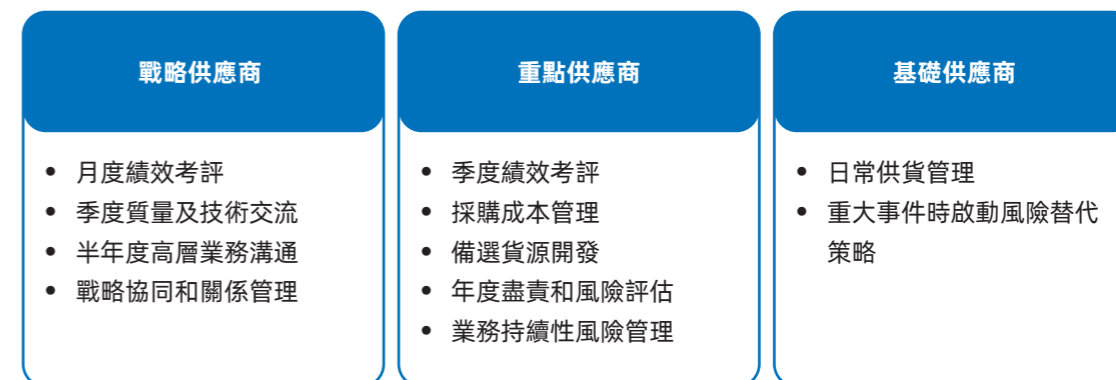 戰略供應商
• 月度績效考評
• 季度質量及技術交流
• 半年度高層業務溝通
• 戰略協同和關係管理
重點供應商
• 季度績效考評
• 採購成本管理
• 備選貨源開發
• 年度盡責和風險評估
• 業務持續性風險管理
基礎供應商
• 日常供貨管理
• 重大事件時啟動風險替代
策略